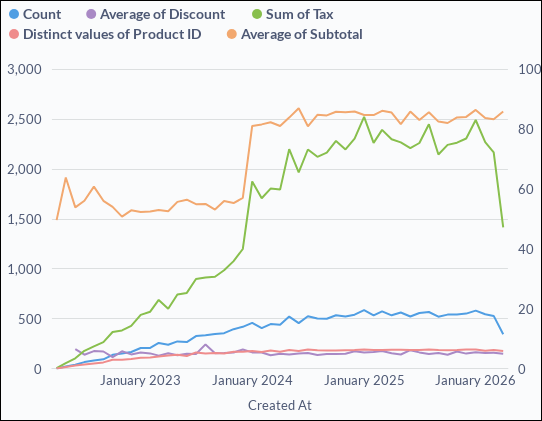 Count Average of Discount Sum of Tax
Distinct values of Product ID Average of Subtotal
3,000 100
2,500
80
2,000
60
1,500
40
1,000
20
500
0 0
January 2023 January 2024 January 2025 January 2026
Created At